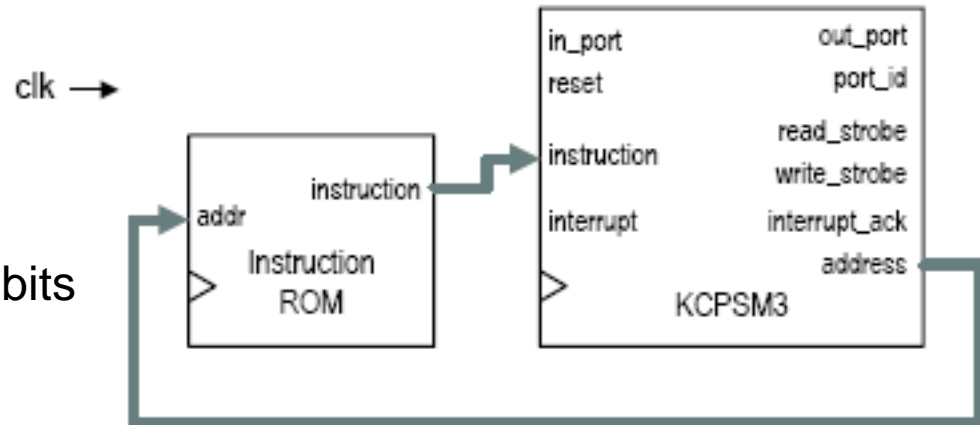 clk
bits
addr
instruction
Instruction
ROM
in_port
reset
instruction
interrupt
out_port
port_id
read_strobe
write_strobe
interrupt_ack
address
KCPSM3